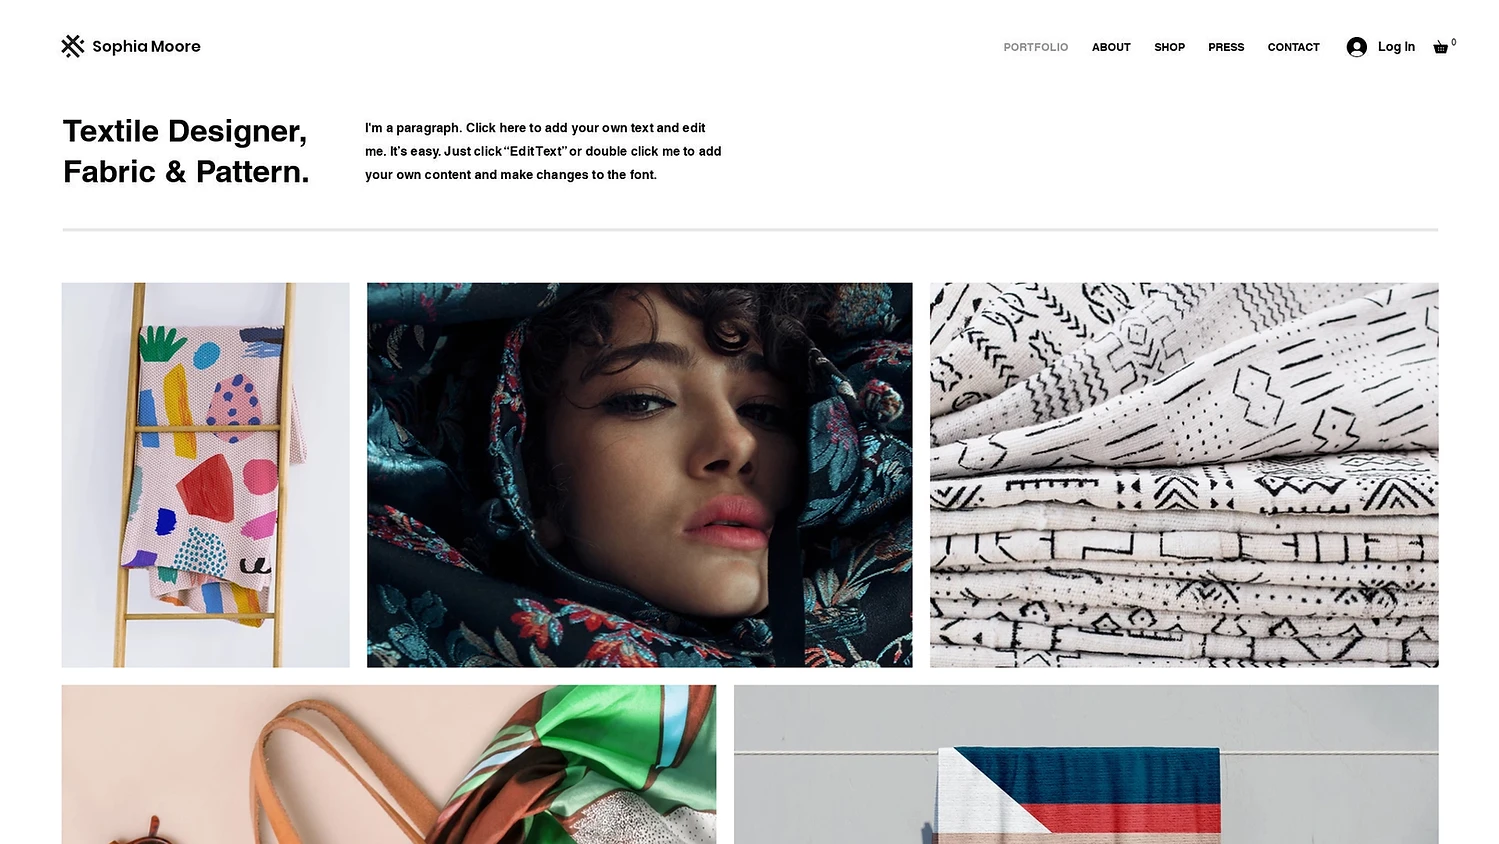 Sophia Moore
PORTFOLIO
ABOUT
SHOP
PRESS
CONTACT
Log In
0
Textile Designer,
Fabric & Pattern.
I'm a paragraph. Click here to add your own text and edit
me. It's easy. Just click “Edit Text” or double click me to add
your own content and make changes to the font.